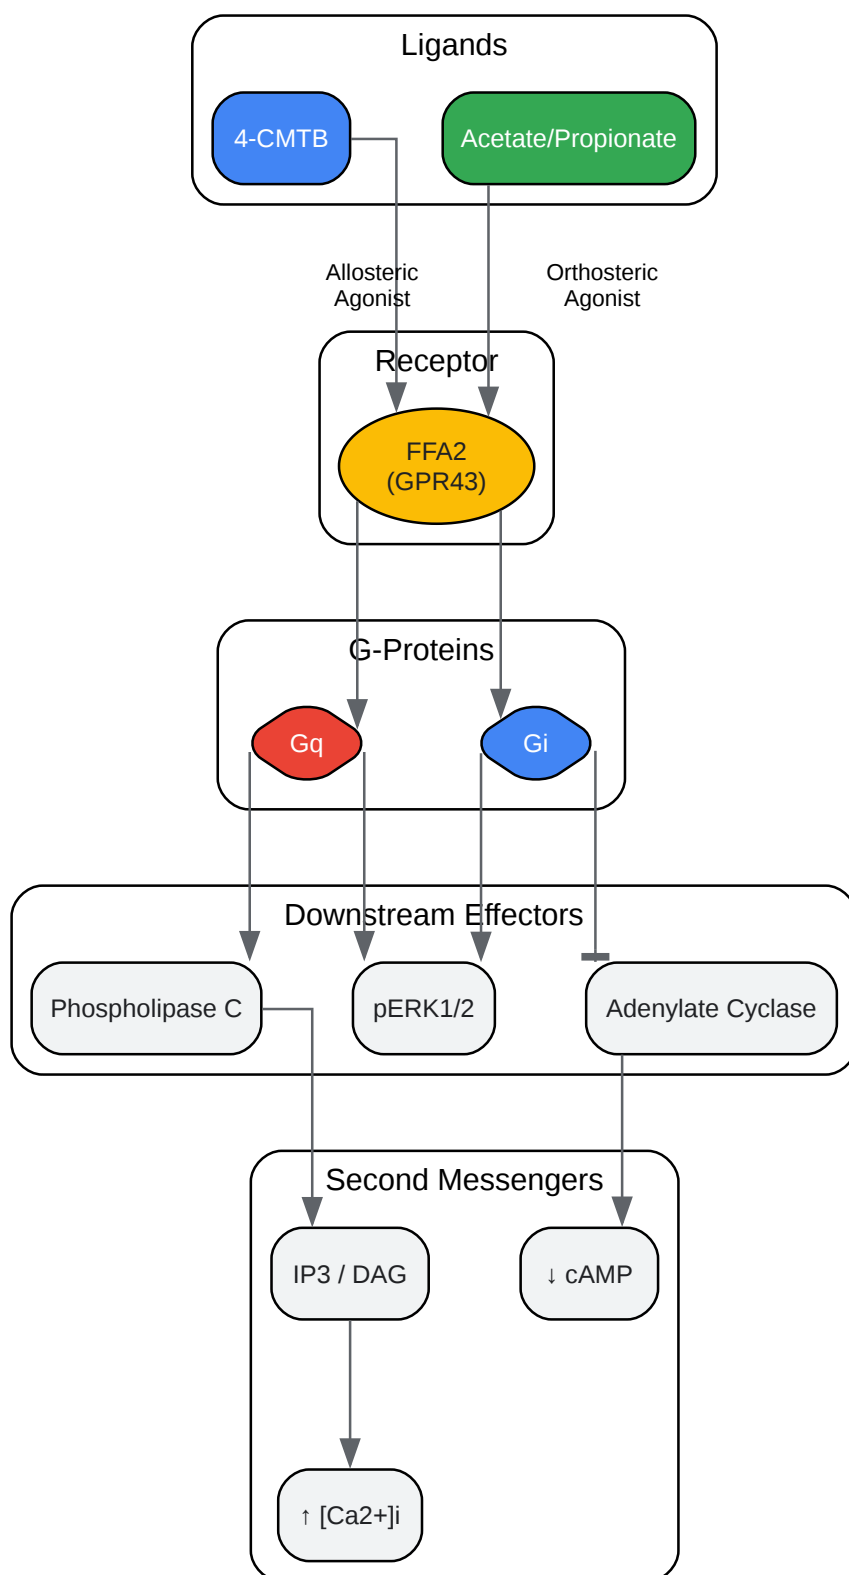 Ligands
4-CMTB
Acetate/Propionate
Allosteric
Agonist
Orthosteric
Agonist
Receptor
FFA2
(GPR43)
G-Proteins
Gq
Gi
Downstream Effectors
Phospholipase C
pERK1/2
Adenylate Cyclase
Second Messengers
IP3 / DAG
↓ cAMP
↑ [Ca2+]i